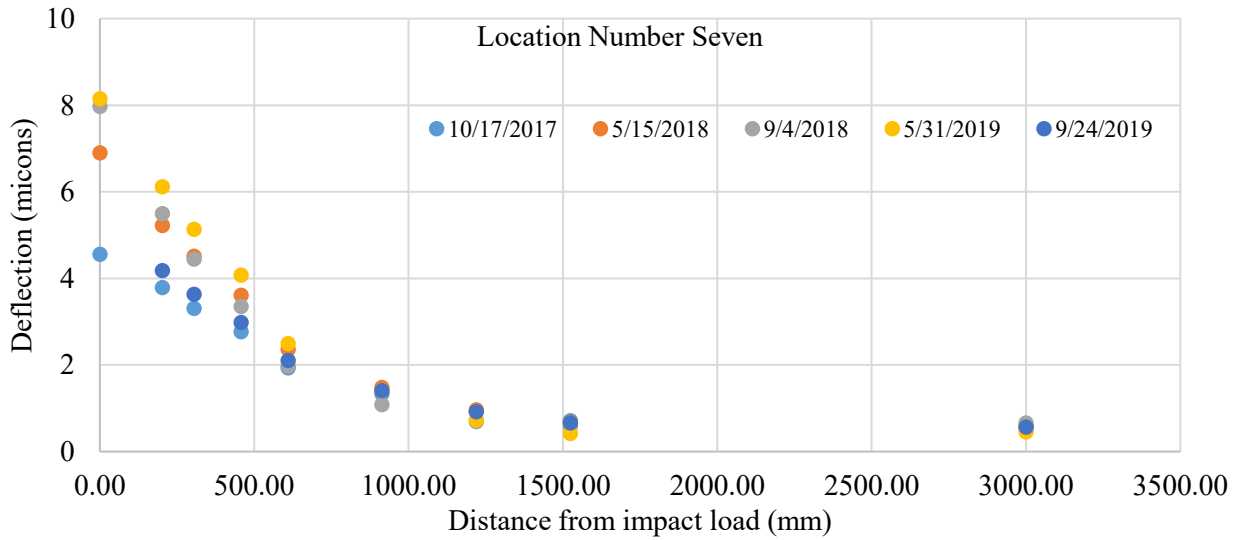 Location Number Seven
10/17/2017 5/15/2018 9/4/2018 5/31/2019 9/24/2019
Deflection (micons)
10
8
6
4
2
0
0.00 500.00 1000.00 1500.00 2000.00 2500.00 3000.00 3500.00
Distance from impact load (mm)